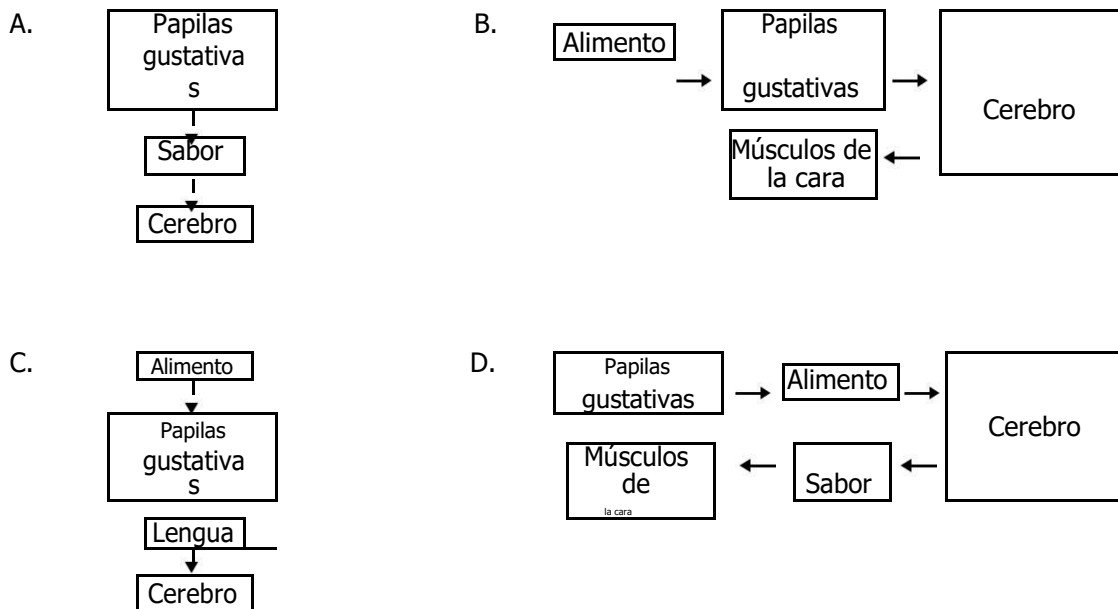 A.
Papilas
gustativa
s
Sabor
Cerebro
B.
Alimento
Papilas
gustativas
Cerebro
Músculos de
la cara
C.
Alimento
Papilas
gustativa
s
Lengua
Cerebro
D.
Papilas
gustativas
Alimento
Cerebro
Músculos
de
la cara
Sabor